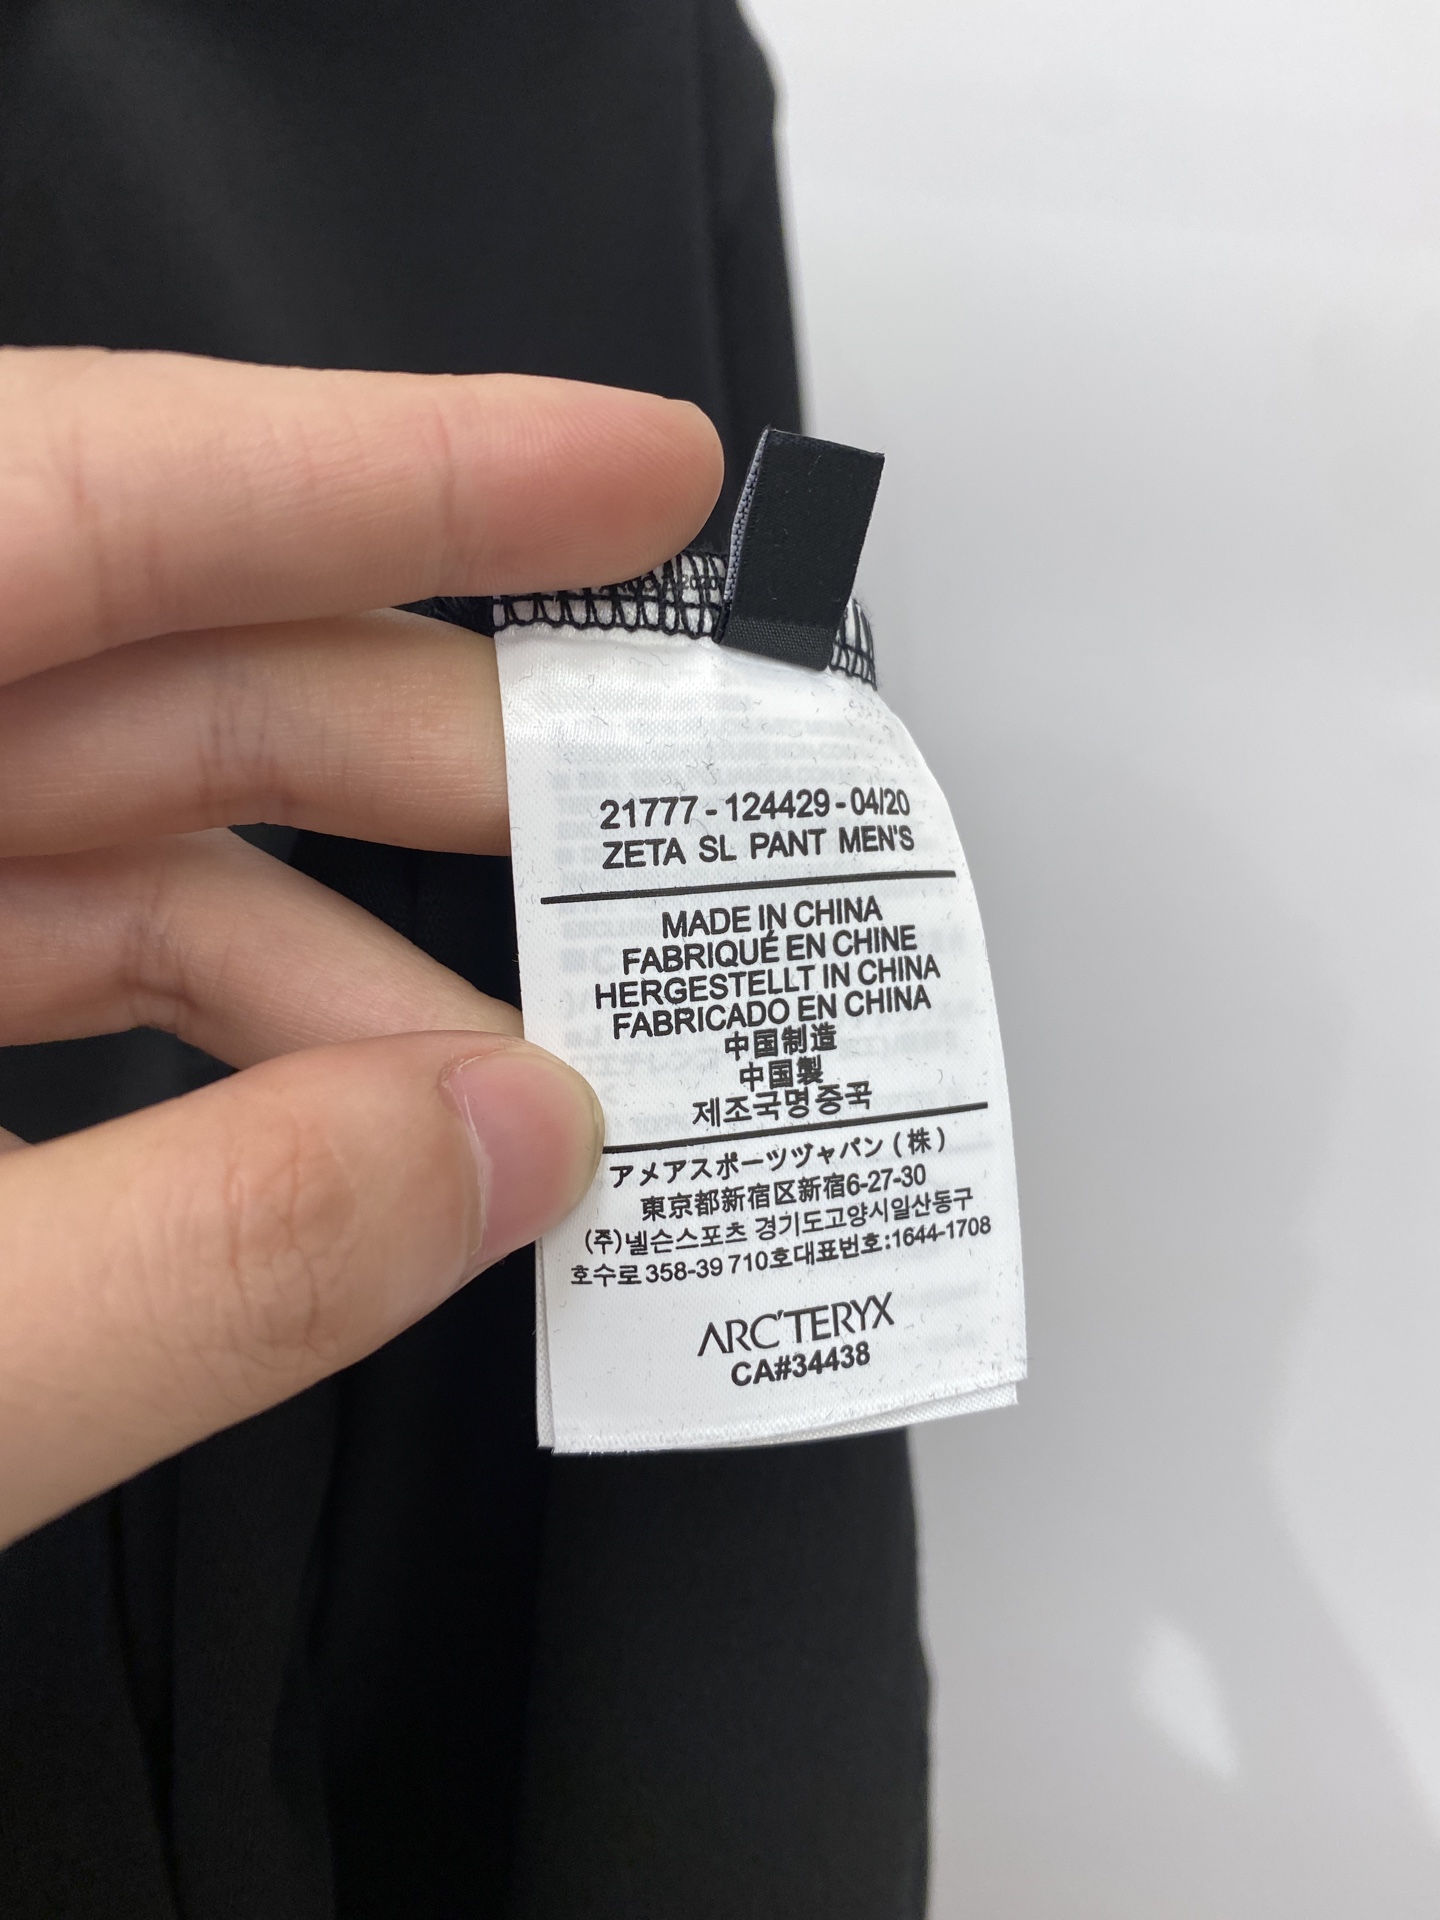 2020
21777 - 124429 - 04/20
ZETA SL PANT MEN'S
MADE IN CHINA
FABRIQUÉ EN CHINE
HERGESTELLT IN CHINA
FABRICADO EN CHINA
中国制造
中国製
제조국명중국
アメアスポーツヅャパン (株)
東京都新宿区新宿6-27-30
(주)넬슨스포츠 경기도고양시일산동구
호수로 358-39 710호대표번호:1644-1708
ARC'TERYX
CA#34438